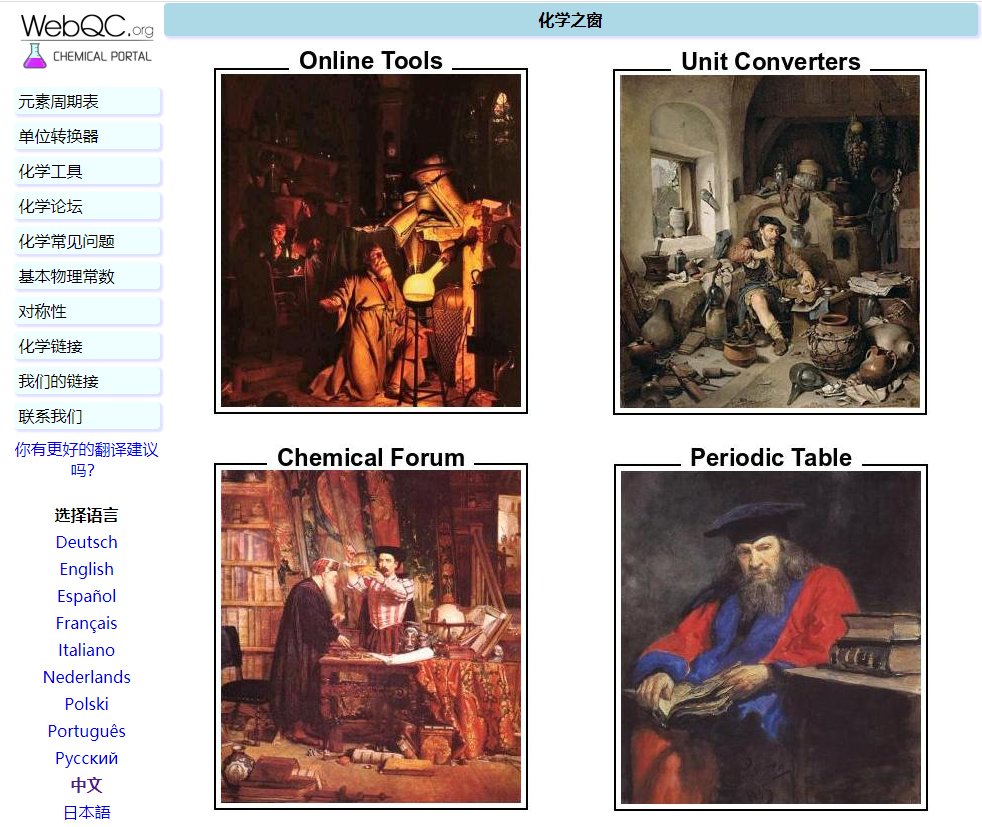 WebQC.org
CHEMICAL PORTAL
元素周期表
单位转换器
化学工具
化学论坛
化学常见问题
基本物理常数
对称性
化学链接
我们的链接
联系我们
你有更好的翻译建议
吗?
选择语言
Deutsch
English
Español
Français
Italiano
Nederlands
Polski
Português
Русский
中文
日本語
化学之窗
Online Tools
Unit Converters
Chemical Forum
Periodic Table